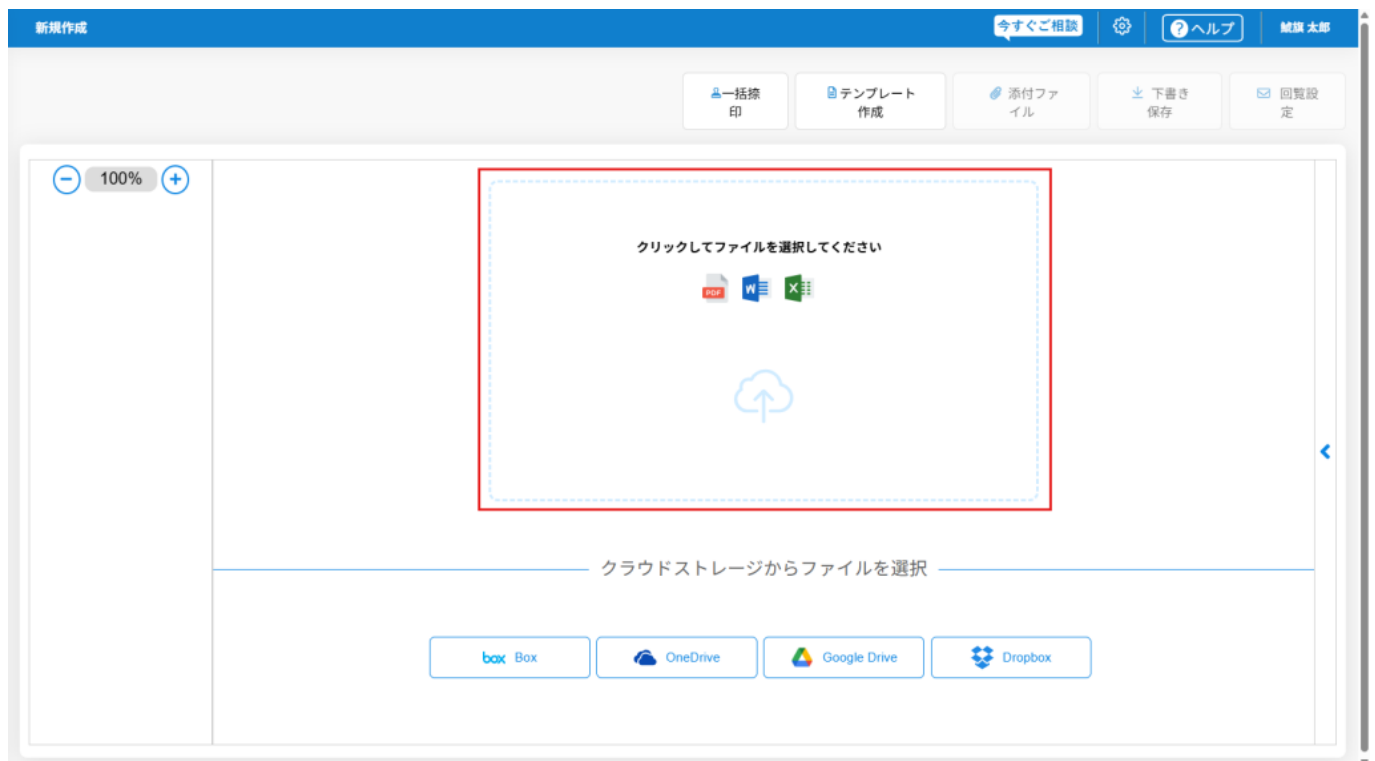 新規作成
今すぐご相談
ヘルプ
鯱旗 太郎
一括捺
印
テンプレート
作成
添付ファ
イル
下書き
保存
回覧設
定
100%
クリックしてファイルを選択してください
PDF
W
X
クラウドストレージからファイルを選択
box Box
OneDrive
Google Drive
Dropbox